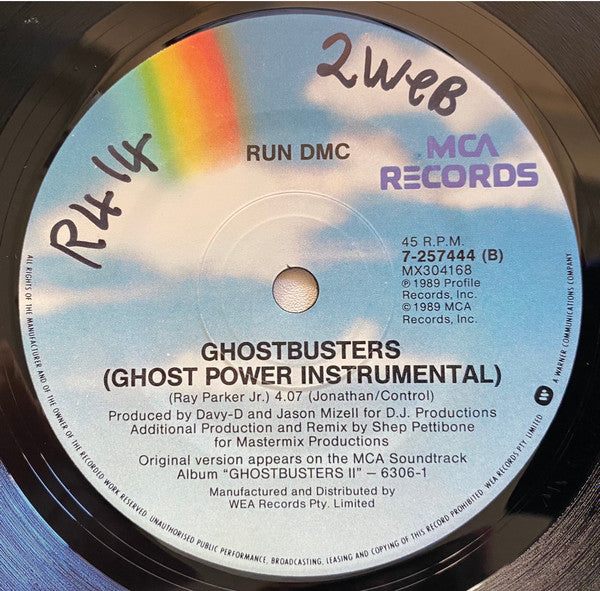 2WEB
R414
RUN DMC
MCA
RECORDS
45 R.P.M.
7-257444 (B)
MX304168
℗ 1989 Profile
Records, Inc.
© 1989 MCA
Records, Inc.
GHOSTBUSTERS
(GHOST POWER INSTRUMENTAL)
(Ray Parker Jr.) 4.07 (Jonathan/Control)
Produced by Davy-D and Jason Mizell for D.J. Productions
Additional Production and Remix by Shep Pettibone
for Mastermix Productions
Original version appears on the MCA Soundtrack
Album "GHOSTBUSTERS II" – 6306-1
Manufactured and Distributed by
WEA Records Pty. Limited
ALL RIGHTS OF THE MANUFACTURER AND OF THE OWNER OF THE RECORDED WORK RESERVED. UNAUTHORISED PUBLIC PERFORMANCE, BROADCASTING, LEASING AND COPYING OF THIS RECORD PROHIBITED. WEA RECORDS PTY. LIMITED. A WARNER COMMUNICATIONS COMPANY.